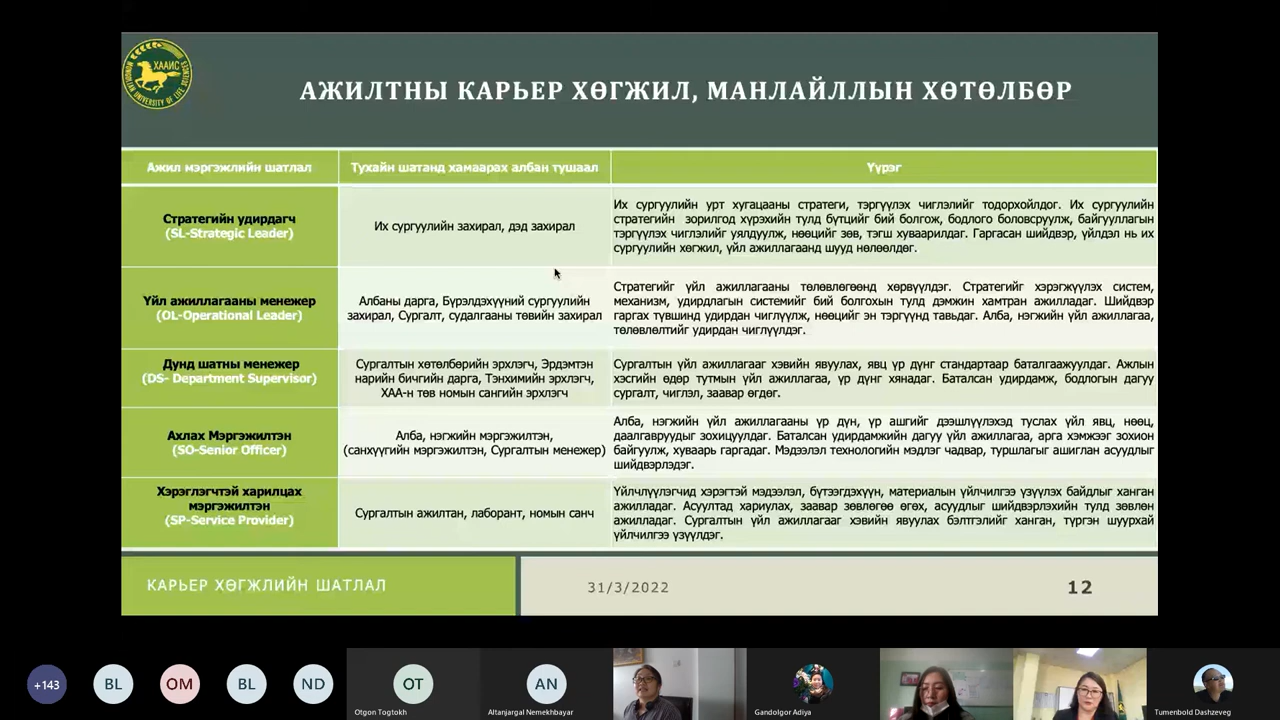 ХААИС
MONGOLIAN UNIVERSITY OF LIFE SCIENCES
АЖИЛТНЫ КАРЬЕР ХӨГЖИЛ, МАНЛАЙЛЛЫН ХӨТӨЛБӨР
Ажил мэргэжлийн шатлал
Тухайн шатанд хамаарах албан тушаал
Үүрэг
Стратегийн удирдагч
(SL-Strategic Leader)
Их сургуулийн захирал, дэд захирал
Их сургуулийн урт хугацааны стратеги, тэргүүлэх чиглэлийг тодорхойлдог. Их сургуулийн
стратегийн зорилгод хүрэхийн тулд бүтцийг бий болгож, бодлого боловсруулж, байгууллагын
тэргүүлэх чиглэлийг уялдуулж, нөөцийг зөв, тэгш хуваарилдаг. Гаргасан шийдвэр, үйлдэл нь их
сургуулийн хөгжил, үйл ажиллагаанд шууд нөлөөлдөг.
Үйл ажиллагааны менежер
(OL-Operational Leader)
Албаны дарга, Бүрэлдэхүүний сургуулийн
захирал, Сургалт, судалгааны төвийн захирал
Стратегийг үйл ажиллагааны төлөвлөгөөнд хөрвүүлдэг. Стратегийг хэрэгжүүлэх систем,
механизм, удирдлагын системийг бий болгохын тулд дэмжин хамтран ажилладаг. Шийдвэр
гаргах түвшинд удирдан чиглүүлж, нөөцийг эн тэргүүнд тавьдаг. Алба, нэгжийн үйл ажиллагаа,
төлөвлөлтийг удирдан чиглүүлдэг.
Дунд шатны менежер
(DS- Department Supervisor)
Сургалтын хөтөлбөрийн эрхлэгч, Эрдэмтэн
нарийн бичгийн дарга, Тэнхимийн эрхлэгч,
ХАА-н төв номын сангийн эрхлэгч
Сургалтын үйл ажиллагааг хэвийн явуулах, явц үр дүнг стандартаар баталгаажуулдаг. Ажлын
хэсгийн өдөр тутмын үйл ажиллагаа, үр дүнг хянадаг. Баталсан удирдамж, бодлогын дагуу
сургалт, чиглэл, заавар өгдөг.
Ахлах Мэргэжилтэн
(SO-Senior Officer)
Алба, нэгжийн мэргэжилтэн,
(санхүүгийн мэргэжилтэн, Сургалтын менежер)
Алба, нэгжийн үйл ажиллагааны үр дүн, үр ашгийг дээшлүүлэхэд туслах үйл явц, нөөц,
даалгавруудыг зохицуулдаг. Баталсан удирдамжийн дагуу үйл ажиллагаа, арга хэмжээг зохион
байгуулж, хуваарь гаргадаг. Мэдээлэл технологийн мэдлэг чадвар, туршлагыг ашиглан асуудлыг
шийдвэрлэдэг.
Хэрэглэгчтэй харилцах
мэргэжилтэн
(SP-Service Provider)
Сургалтын ажилтан, лаборант, номын санч
Үйлчлүүлэгчид хэрэгтэй мэдээлэл, бүтээгдэхүүн, материалын үйлчилгээ үзүүлэх байдлыг ханган
ажилладаг. Асуултад хариулах, заавар зөвлөгөө өгөх, асуудлыг шийдвэрлэхийн тулд зөвлөн
ажилладаг. Сургалтын үйл ажиллагааг хэвийн явуулах бэлтгэлийг ханган, түргэн шуурхай
үйлчилгээ үзүүлдэг.
КАРЬЕР ХӨГЖЛИЙН ШАТЛАЛ
31/3/2022
12
+143
BL
OM
BL
ND
OT
Otgon Togtokh
AN
Altanjargal Nemekhbayar
Gandolgor Adiya
Tumenbold Dashzeveg